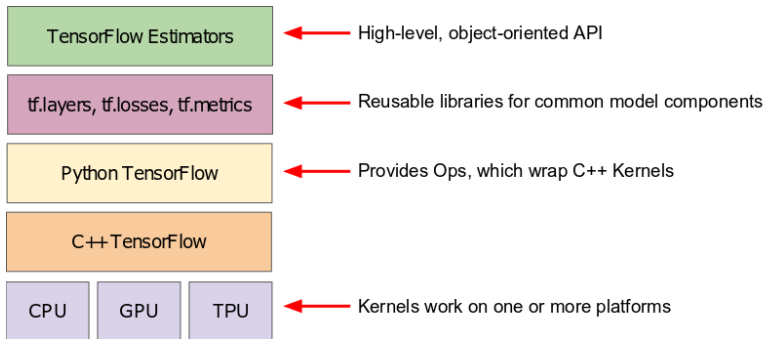 TensorFlow Estimators
High-level, object-oriented API
tf.layers, tf.losses, tf.metrics
Reusable libraries for common model components
Python TensorFlow
Provides Ops, which wrap C++ Kernels
C++ TensorFlow
CPU
GPU
TPU
Kernels work on one or more platforms